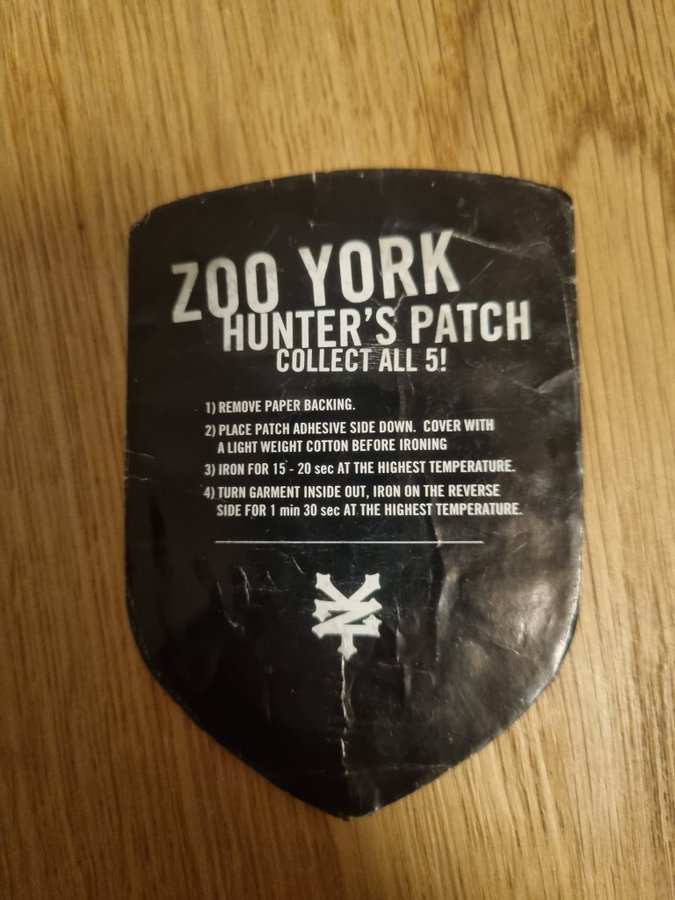 ZOO YORK
HUNTER'S PATCH
COLLECT ALL 5!
1) REMOVE PAPER BACKING.
2) PLACE PATCH ADHESIVE SIDE DOWN. COVER WITH
A LIGHT WEIGHT COTTON BEFORE IRONING
3) IRON FOR 15 - 20 sec AT THE HIGHEST TEMPERATURE.
4) TURN GARMENT INSIDE OUT, IRON ON THE REVERSE
SIDE FOR 1 min 30 sec AT THE HIGHEST TEMPERATURE.